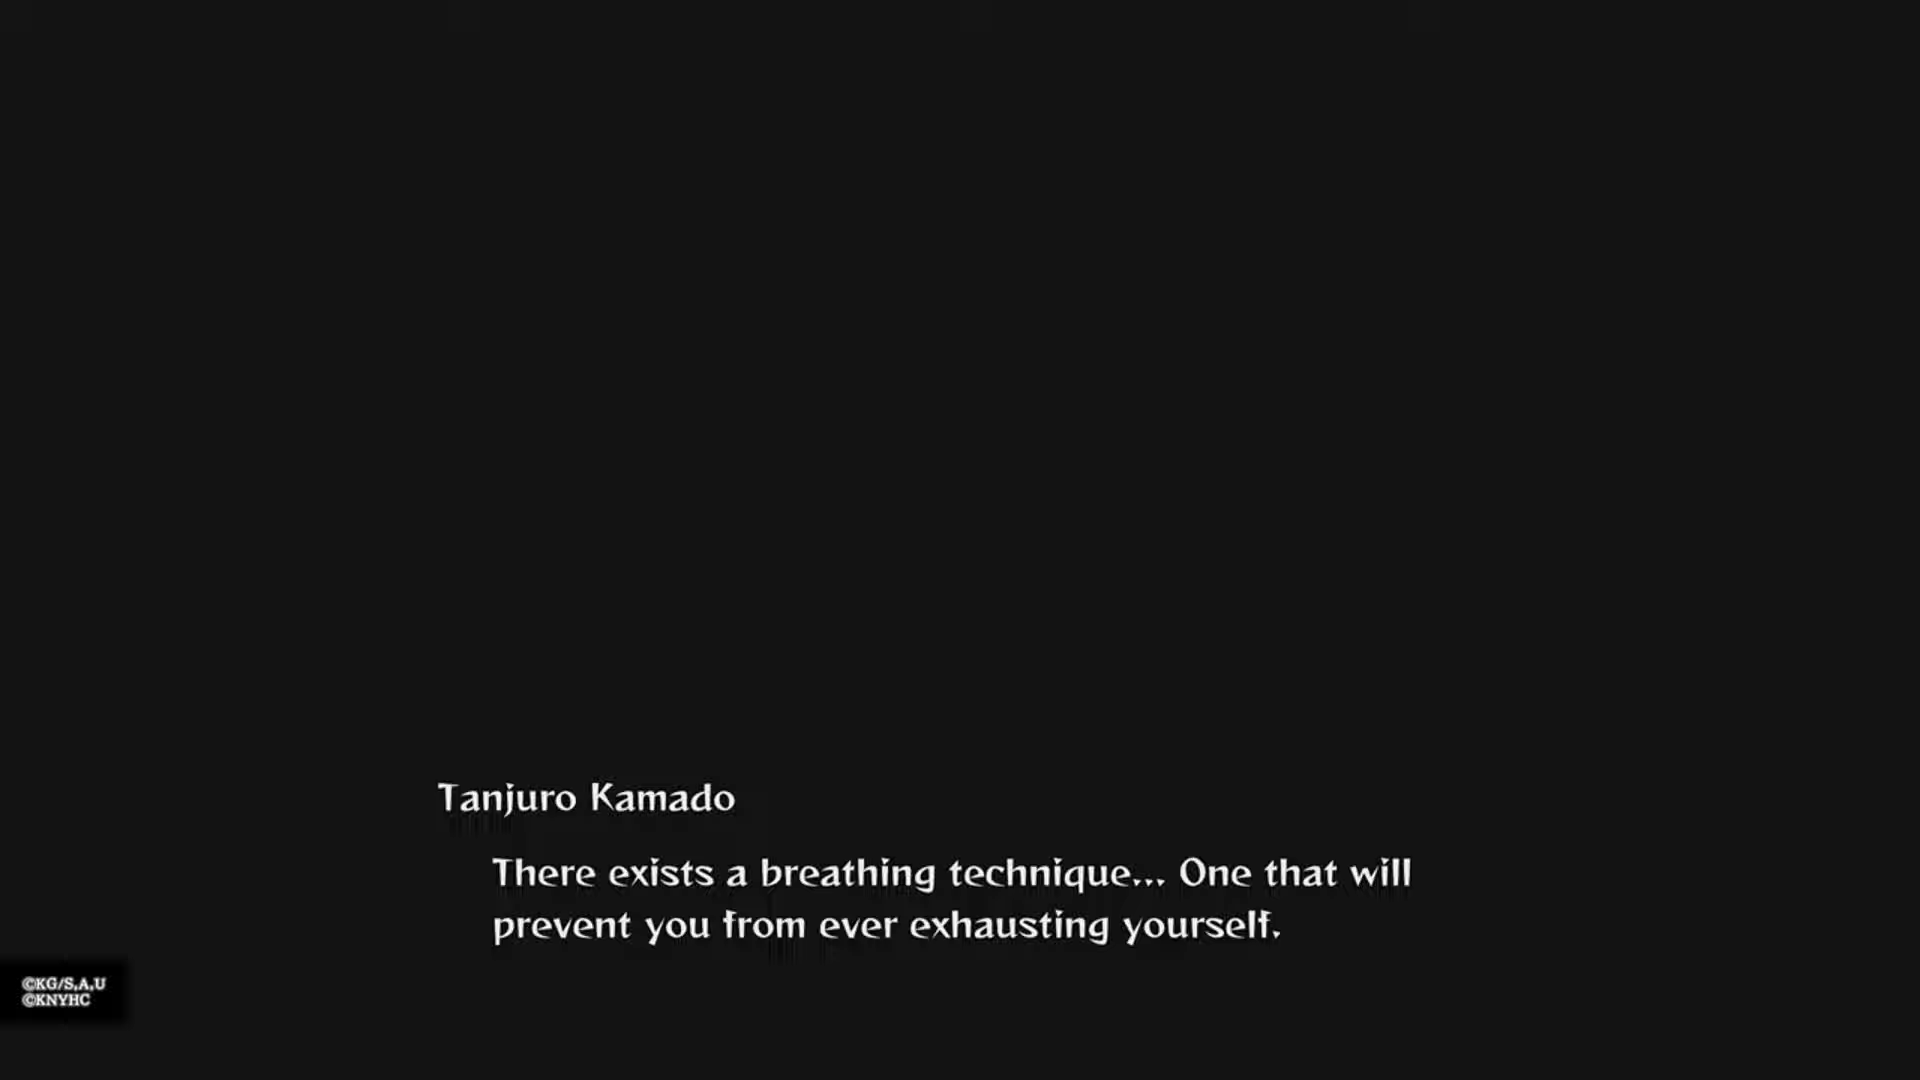 Tanjuro Kamado
There exists a breathing technique... One that will
prevent you from ever exhausting yourself.
©KG/S,A,U
©KNYHC